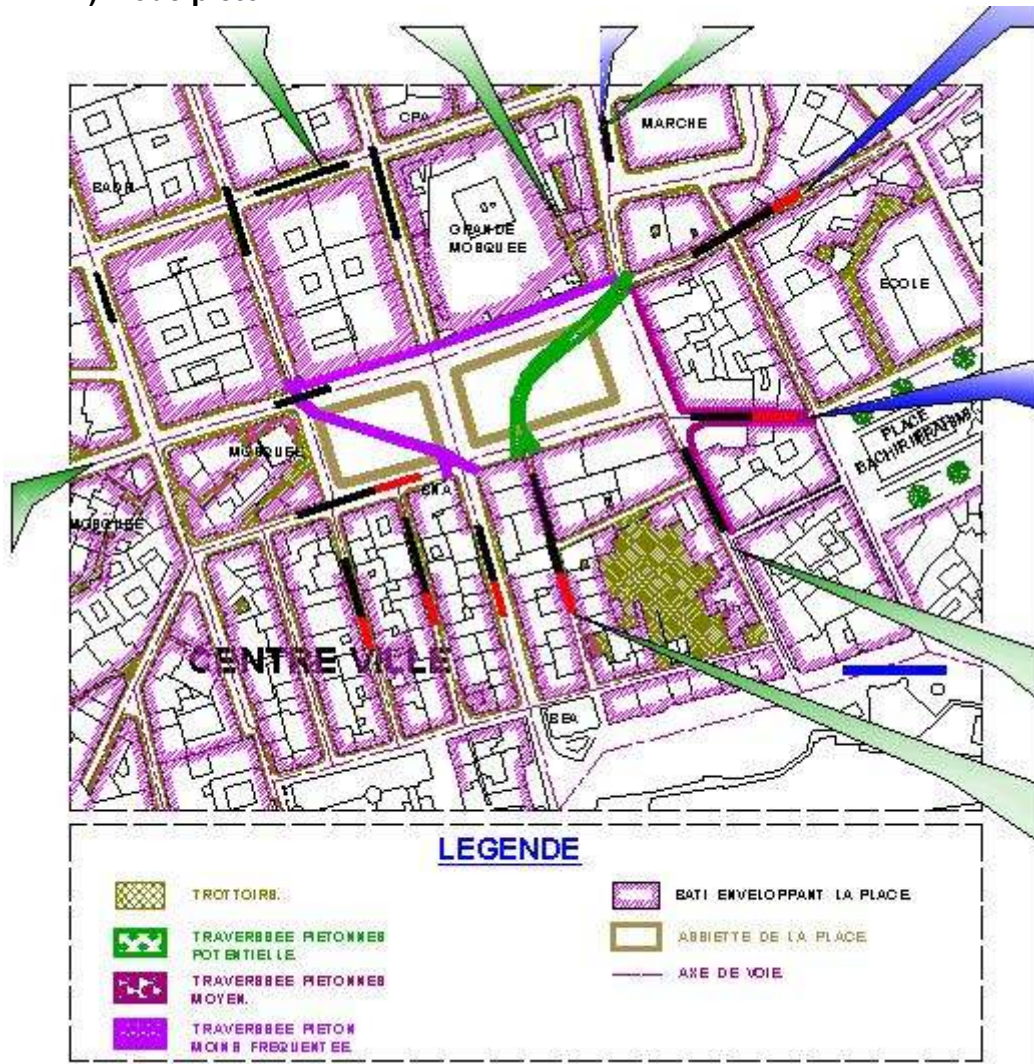 CPA
MARCHE
BADR
GRANDE
MOSQUEE
ECOLE
MOSQUEE
PLACE
MOSQUEE
BNA
CENTRE VILLE
BEA
LEGENDE
TROTTOIRS.
BATI ENVELOPPANT LA PLACE
TRAVERSSEE PIETONNES
POTENTIELLE
ASSIETTE DE LA PLACE
TRAVERSSEE PIETONNES
MOYEN.
AXE DE VOIE
TRAVERSSEE PIETON
MOINS FREQUENTEE